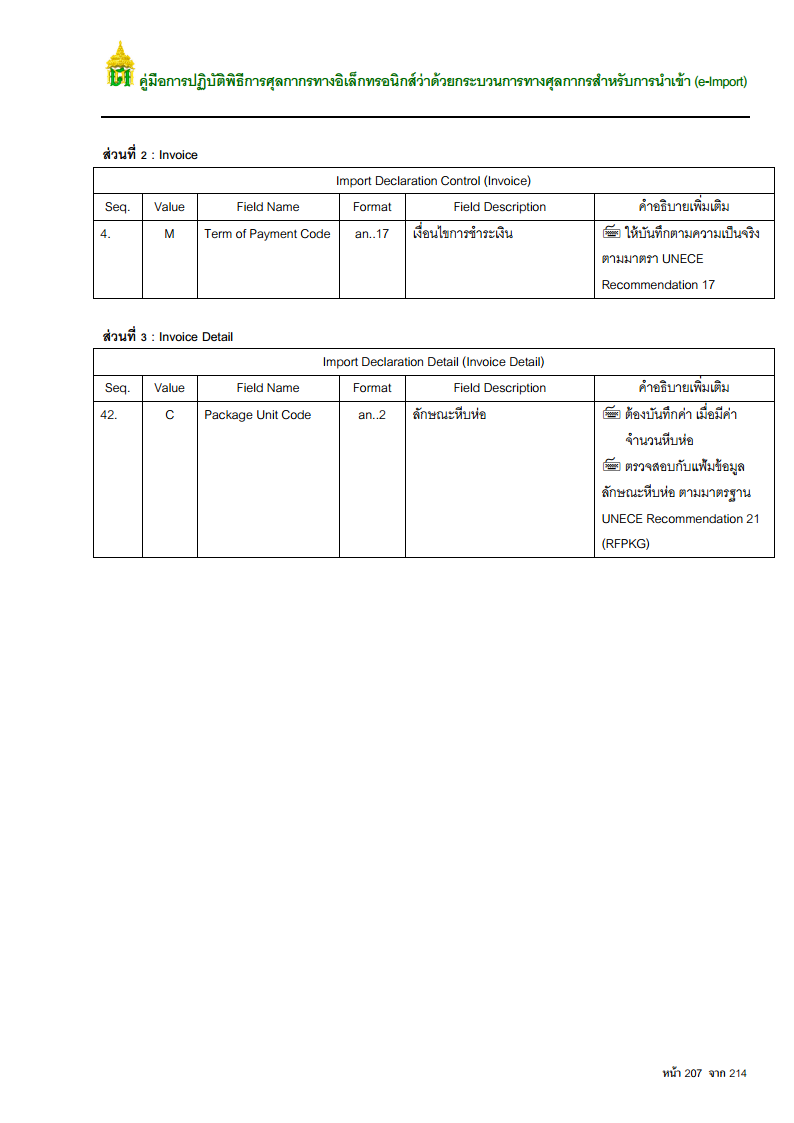 คู่มือการปฏิบัติพิธีการศุลกากรทางอิเล็กทรอนิกส์ว่าด้วยกระบวนการทางศุลกากรสำหรับการนำเข้า (e-Import)
ส่วนที่ 2 : Invoice
Import Declaration Control (Invoice)
Seq. Value Field Name Format Field Description คำอธิบายเพิ่มเติม
4. M Term of Payment Code an..17 เงื่อนไขการชำระเงิน ให้บันทึกตามความเป็นจริง
ตามมาตรา UNECE
Recommendation 17
ส่วนที่ 3 : Invoice Detail
Import Declaration Detail (Invoice Detail)
Seq. Value Field Name Format Field Description คำอธิบายเพิ่มเติม
42. C Package Unit Code an..2 ลักษณะหีบห่อ ต้องบันทึกค่า เมื่อมีค่า
จำนวนหีบห่อ
ตรวจสอบกับแฟ้มข้อมูล
ลักษณะหีบห่อ ตามมาตรฐาน
UNECE Recommendation 21
(RFPKG)
หน้า 207 จาก 214